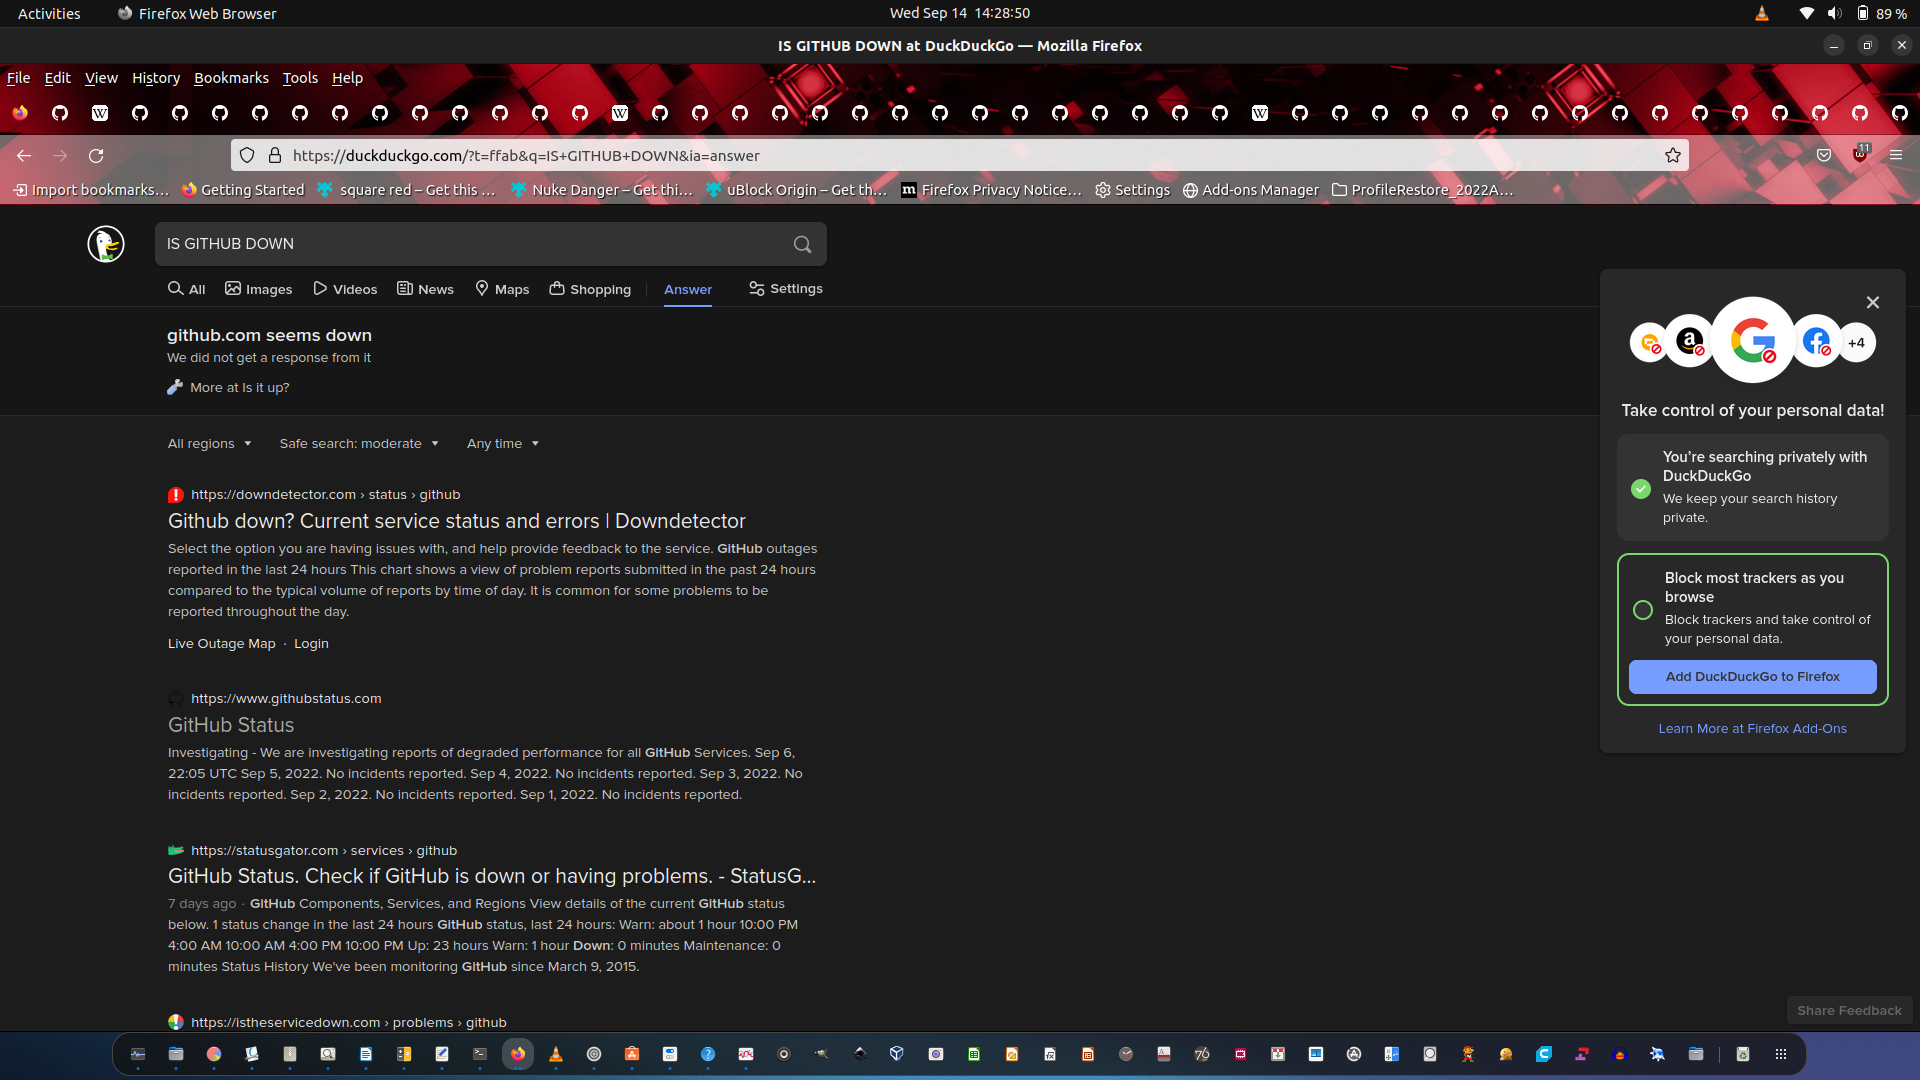 Activities
Firefox Web Browser
Wed Sep 14 14:28:50
89 %
IS GITHUB DOWN at DuckDuckGo — Mozilla Firefox
File Edit View History Bookmarks Tools Help
https://duckduckgo.com/?t=ffab&q=IS+GITHUB+DOWN&ia=answer
11
Import bookmarks… Getting Started square red – Get this … Nuke Danger – Get thi… uBlock Origin – Get th… Firefox Privacy Notice… Settings Add-ons Manager ProfileRestore_2022A…
IS GITHUB DOWN
All Images Videos News Maps Shopping Answer Settings
github.com seems down
We did not get a response from it
More at Is it up?
All regions Safe search: moderate Any time
https://downdetector.com › status › github
Github down? Current service status and errors | Downdetector
Select the option you are having issues with, and help provide feedback to the service. GitHub outages
reported in the last 24 hours This chart shows a view of problem reports submitted in the past 24 hours
compared to the typical volume of reports by time of day. It is common for some problems to be
reported throughout the day.
Live Outage Map · Login
https://www.githubstatus.com
GitHub Status
Investigating - We are investigating reports of degraded performance for all GitHub Services. Sep 6,
22:05 UTC Sep 5, 2022. No incidents reported. Sep 4, 2022. No incidents reported. Sep 3, 2022. No
incidents reported. Sep 2, 2022. No incidents reported. Sep 1, 2022. No incidents reported.
https://statusgator.com › services › github
GitHub Status. Check if GitHub is down or having problems. - StatusG...
7 days ago · GitHub Components, Services, and Regions View details of the current GitHub status
below. 1 status change in the last 24 hours GitHub status, last 24 hours: Warn: about 1 hour 10:00 PM
4:00 AM 10:00 AM 4:00 PM 10:00 PM Up: 23 hours Warn: 1 hour Down: 0 minutes Maintenance: 0
minutes Status History We've been monitoring GitHub since March 9, 2015.
https://istheservicedown.com › problems › github
+4
Take control of your personal data!
You're searching privately with
DuckDuckGo
We keep your search history
private.
Block most trackers as you
browse
Block trackers and take control of
your personal data.
Add DuckDuckGo to Firefox
Learn More at Firefox Add-Ons
Share Feedback
76